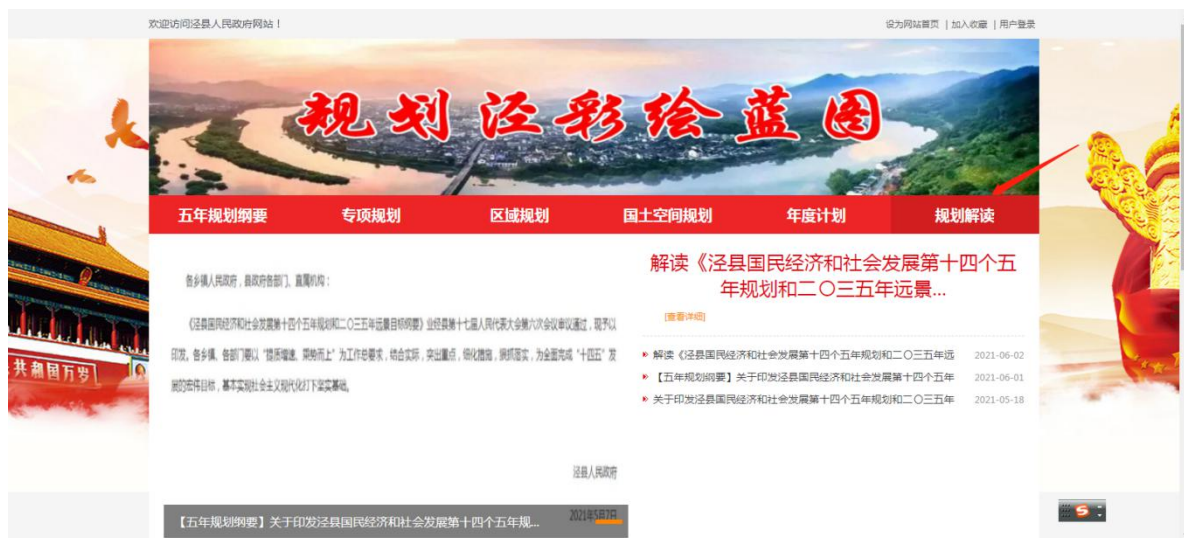 欢迎访问泾县人民政府网站！
设为网站首页 | 加入收藏 | 用户登录
规划泾彩绘蓝图
五年规划纲要 专项规划 区域规划 国土空间规划 年度计划 规划解读
各乡镇人民政府，县政府各部门、直属机构：
《泾县国民经济和社会发展第十四个五年规划和二〇三五年远景目标纲要》业经县第十七届人民代表大会第六次会议审议通过，现予以
印发。各乡镇、各部门要以“提质增速、乘势而上”为工作总要求，结合实际，突出重点，细化措施，狠抓落实，为全面完成“十四五”发
展的宏伟目标，基本实现社会主义现代化打下坚实基础。
泾县人民政府
2021年5月7日
【五年规划纲要】关于印发泾县国民经济和社会发展第十四个五年规...
解读《泾县国民经济和社会发展第十四个五
年规划和二〇三五年远景...
[查看详细]
解读《泾县国民经济和社会发展第十四个五年规划和二〇三五年远 2021-06-02
【五年规划纲要】关于印发泾县国民经济和社会发展第十四个五年 2021-06-01
关于印发泾县国民经济和社会发展第十四个五年规划和二〇三五年 2021-05-18
共和国万岁